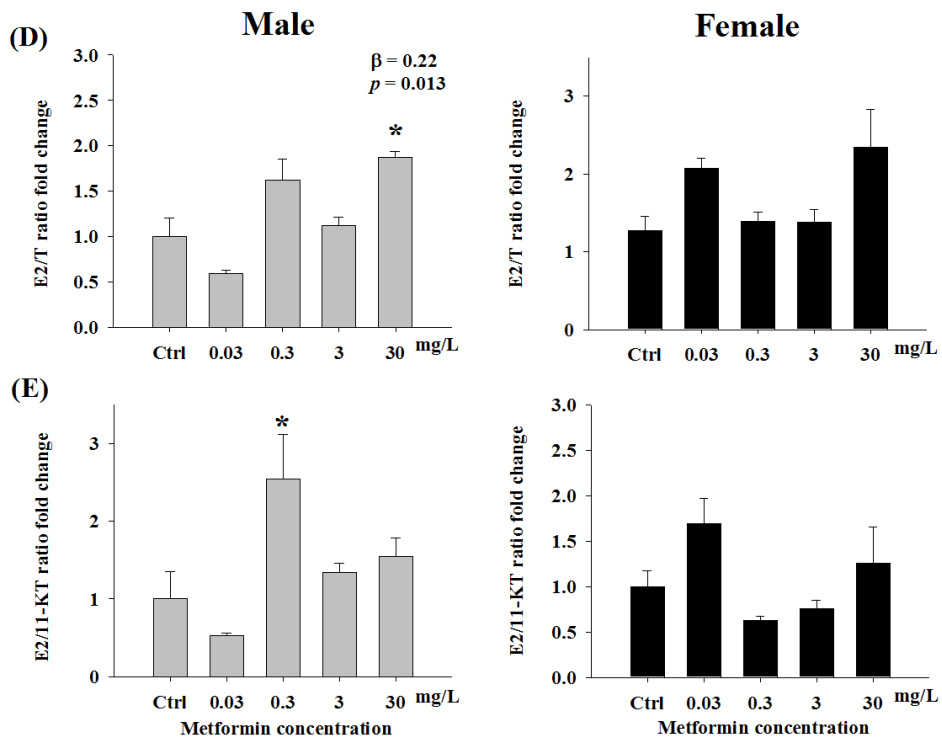 (D)
Male
Female
β = 0.22
p = 0.013
*
E2/T ratio fold change
3.0
2.5
2.0
1.5
1.0
0.5
0.0
Ctrl 0.03 0.3 3 30 mg/L
E2/T ratio fold change
3
2
1
0
Ctrl 0.03 0.3 3 30 mg/L
(E)
*
E2/11-KT ratio fold change
3
2
1
0
Ctrl 0.03 0.3 3 30 mg/L
Metformin concentration
E2/11-KT ratio fold change
3.0
2.5
2.0
1.5
1.0
0.5
0.0
Ctrl 0.03 0.3 3 30 mg/L
Metformin concentration